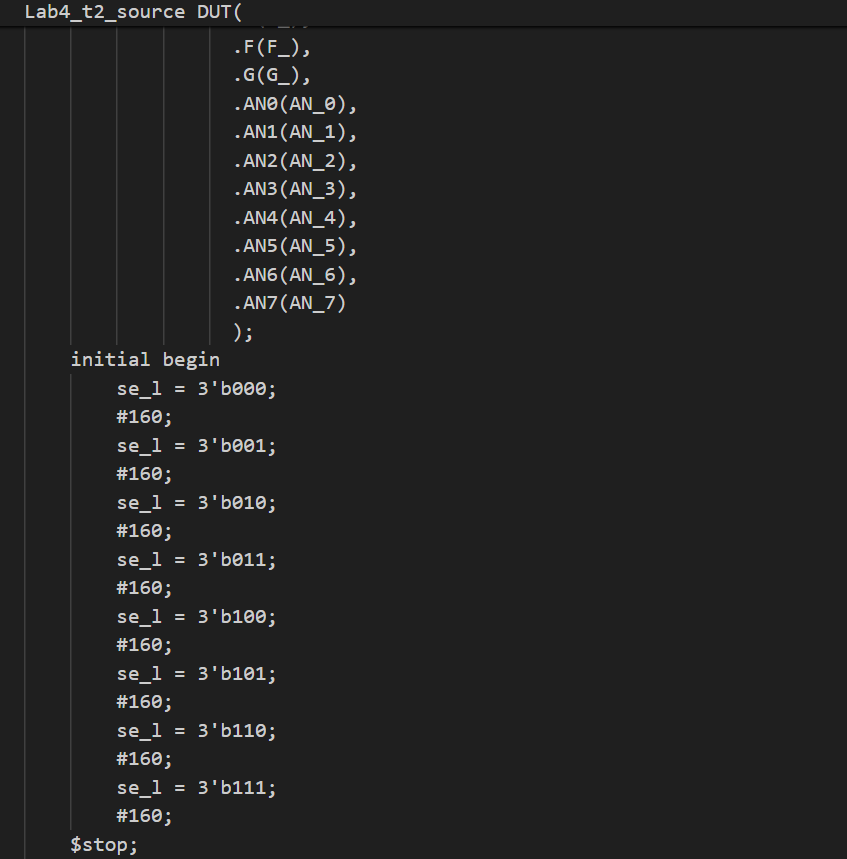 Lab4_t2_source DUT(
.F(F_),
.G(G_),
.AN0(AN_0),
.AN1(AN_1),
.AN2(AN_2),
.AN3(AN_3),
.AN4(AN_4),
.AN5(AN_5),
.AN6(AN_6),
.AN7(AN_7)
);
initial begin
se_l = 3'b000;
#160;
se_l = 3'b001;
#160;
se_l = 3'b010;
#160;
se_l = 3'b011;
#160;
se_l = 3'b100;
#160;
se_l = 3'b101;
#160;
se_l = 3'b110;
#160;
se_l = 3'b111;
#160;
$stop;